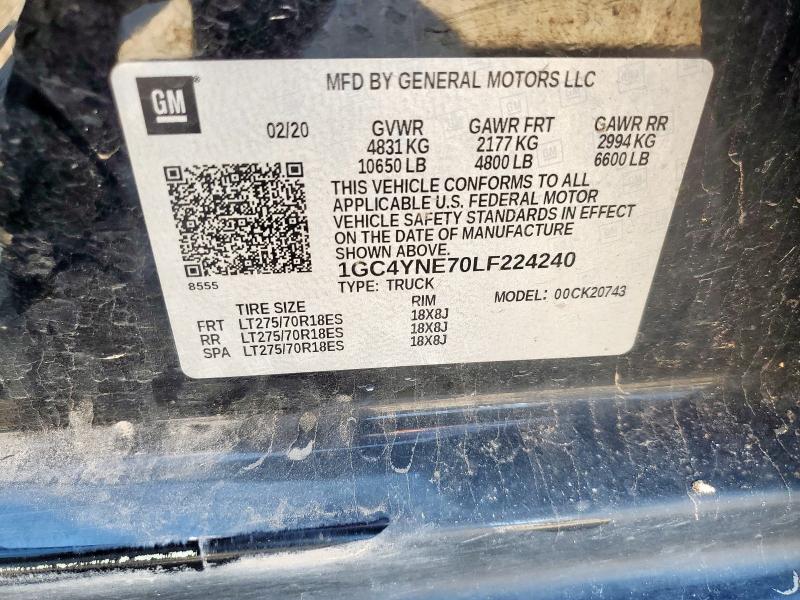 GM
MFD BY GENERAL MOTORS LLC
02/20 GVWR GAWR FRT GAWR RR
4831 KG 2177 KG 2994 KG
10650 LB 4800 LB 6600 LB
THIS VEHICLE CONFORMS TO ALL
APPLICABLE U.S. FEDERAL MOTOR
VEHICLE SAFETY STANDARDS IN EFFECT
ON THE DATE OF MANUFACTURE
SHOWN ABOVE.
8555 1GC4YNE70LF224240
TYPE: TRUCK MODEL: 00CK20743
TIRE SIZE RIM
FRT LT275/70R18ES 18X8J
RR LT275/70R18ES 18X8J
SPA LT275/70R18ES 18X8J